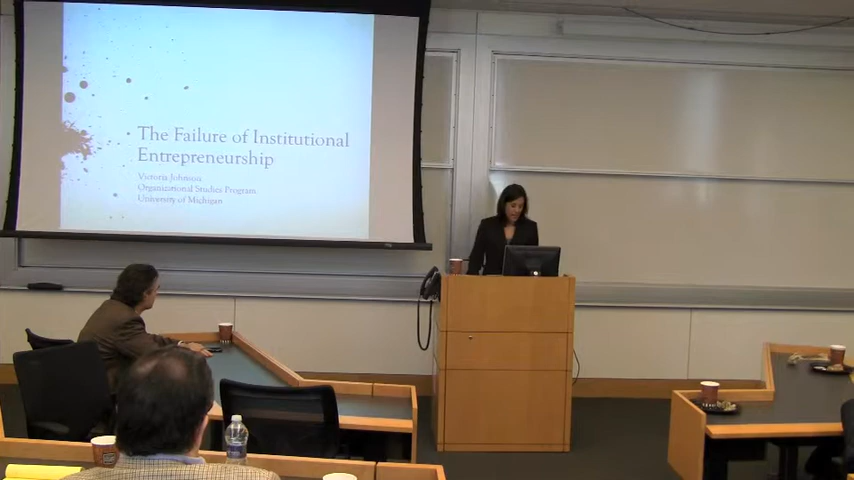 • The Failure of Institutional
Entrepreneurship
Victoria Johnson
Organizational Studies Program
University of Michigan